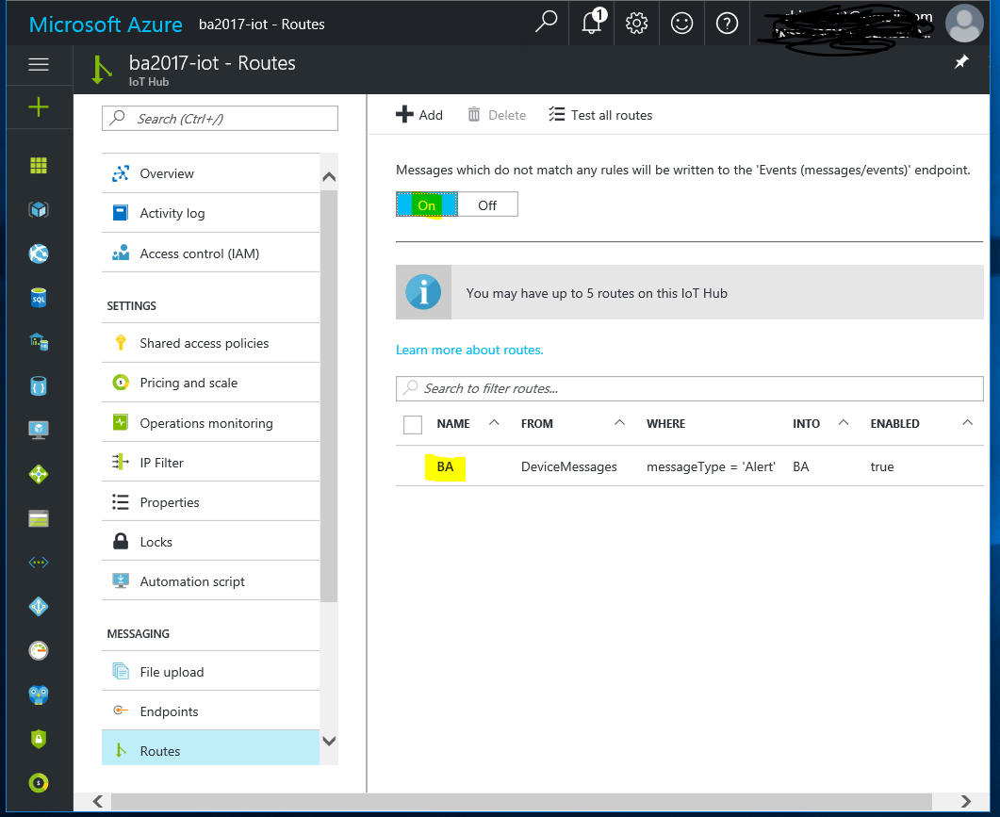 Microsoft Azure ba2017-iot - Routes
1
ba2017-iot - Routes
IoT Hub
Search (Ctrl+/)
Overview
Activity log
Access control (IAM)
SETTINGS
Shared access policies
Pricing and scale
Operations monitoring
IP Filter
Properties
Locks
Automation script
MESSAGING
File upload
Endpoints
Routes
Add Delete Test all routes
Messages which do not match any rules will be written to the 'Events (messages/events)' endpoint.
On Off
You may have up to 5 routes on this IoT Hub
Learn more about routes.
Search to filter routes...
NAME FROM WHERE INTO ENABLED
BA DeviceMessages messageType = 'Alert' BA true
SQL